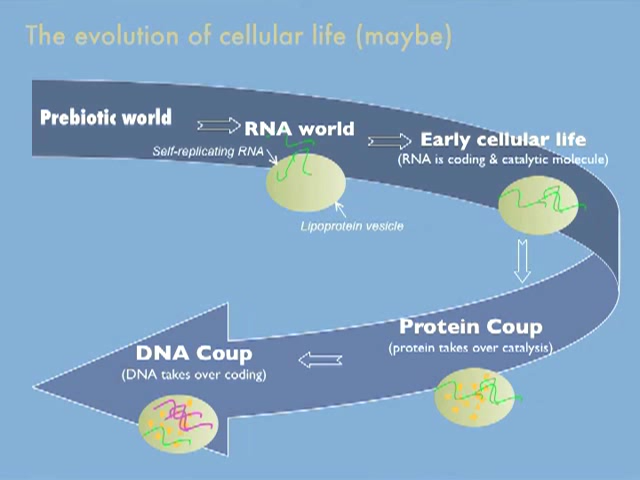 The evolution of cellular life (maybe)
Prebiotic world
RNA world
Self-replicating RNA
Lipoprotein vesicle
Early cellular life
(RNA is coding & catalytic molecule)
Protein Coup
(protein takes over catalysis)
DNA Coup
(DNA takes over coding)